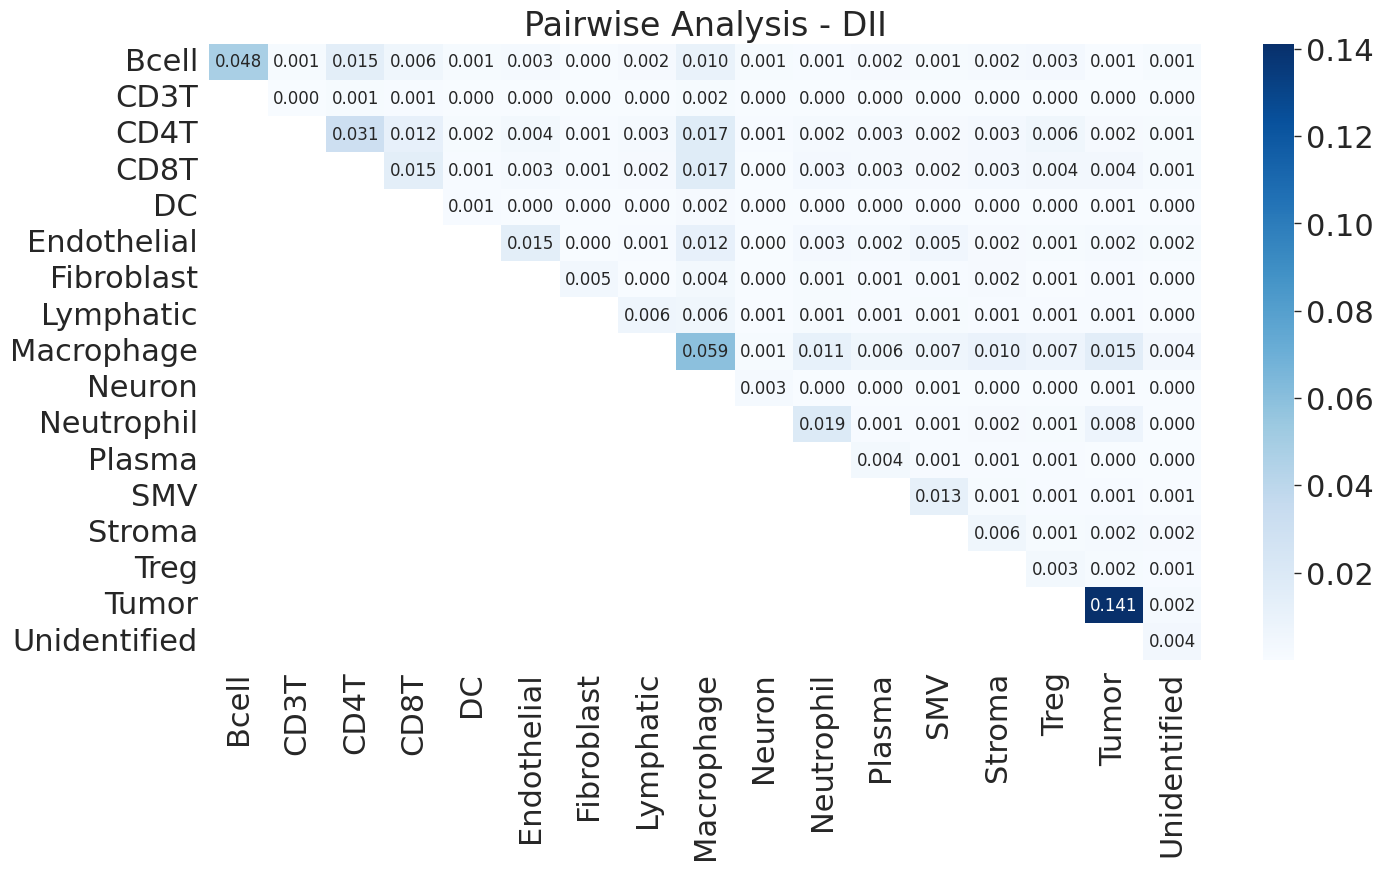 Pairwise Analysis - DII
Bcell 0.048 0.001 0.015 0.006 0.001 0.003 0.000 0.002 0.010 0.001 0.001 0.002 0.001 0.002 0.003 0.001 0.001
CD3T 0.000 0.001 0.001 0.000 0.000 0.000 0.000 0.002 0.000 0.000 0.000 0.000 0.000 0.000 0.000 0.000
CD4T 0.031 0.012 0.002 0.004 0.001 0.003 0.017 0.001 0.002 0.003 0.002 0.003 0.006 0.002 0.001
CD8T 0.015 0.001 0.003 0.001 0.002 0.017 0.000 0.003 0.003 0.002 0.003 0.004 0.004 0.001
DC 0.001 0.000 0.000 0.000 0.002 0.000 0.000 0.000 0.000 0.000 0.000 0.001 0.000
Endothelial 0.015 0.000 0.001 0.012 0.000 0.003 0.002 0.005 0.002 0.001 0.002 0.002
Fibroblast 0.005 0.000 0.004 0.000 0.001 0.001 0.001 0.002 0.001 0.001 0.000
Lymphatic 0.006 0.006 0.001 0.001 0.001 0.001 0.001 0.001 0.001 0.000
Macrophage 0.059 0.001 0.011 0.006 0.007 0.010 0.007 0.015 0.004
Neuron 0.003 0.000 0.000 0.001 0.000 0.000 0.001 0.000
Neutrophil 0.019 0.001 0.001 0.002 0.001 0.008 0.000
Plasma 0.004 0.001 0.001 0.001 0.000 0.000
SMV 0.013 0.001 0.001 0.001 0.001
Stroma 0.006 0.001 0.002 0.002
Treg 0.003 0.002 0.001
Tumor 0.141 0.002
Unidentified 0.004
Bcell CD3T CD4T CD8T DC Endothelial Fibroblast Lymphatic Macrophage Neuron Neutrophil Plasma SMV Stroma Treg Tumor Unidentified
0.14
0.12
0.10
0.08
0.06
0.04
0.02